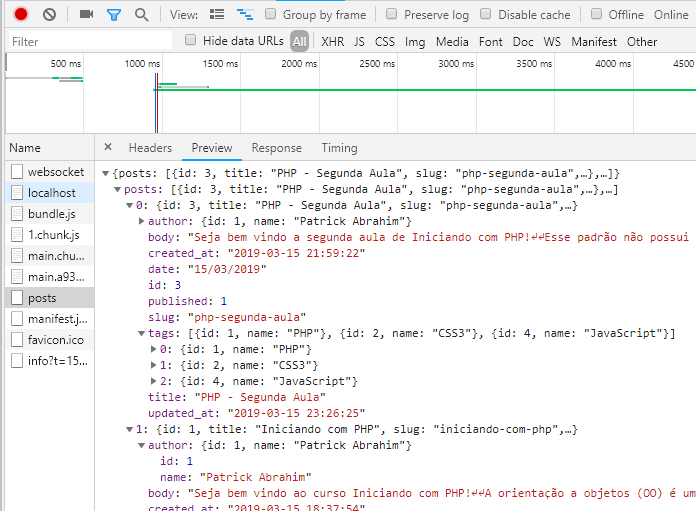 View: Group by frame Preserve log Disable cache Offline Online
Filter Hide data URLs All XHR JS CSS Img Media Font Doc WS Manifest Other
500 ms 1000 ms 1500 ms 2000 ms 2500 ms 3000 ms 3500 ms 4000 ms 4500
Name × Headers Preview Response Timing
websocket
localhost
bundle.js
1.chunk.js
main.chu...
main.a93...
posts
manifest.j...
favicon.ico
info?t=15...
▼{posts: [{id: 3, title: "PHP - Segunda Aula", slug: "php-segunda-aula",…},…]}
▼posts: [{id: 3, title: "PHP - Segunda Aula", slug: "php-segunda-aula",…},…]
▼0: {id: 3, title: "PHP - Segunda Aula", slug: "php-segunda-aula",…}
▶author: {id: 1, name: "Patrick Abrahim"}
body: "Seja bem vindo a segunda aula de Iniciando com PHP!↵↵Esse padrão não possui
created_at: "2019-03-15 21:59:22"
date: "15/03/2019"
id: 3
published: 1
slug: "php-segunda-aula"
▼tags: [{id: 1, name: "PHP"}, {id: 2, name: "CSS3"}, {id: 4, name: "JavaScript"}]
▶0: {id: 1, name: "PHP"}
▶1: {id: 2, name: "CSS3"}
▶2: {id: 4, name: "JavaScript"}
title: "PHP - Segunda Aula"
updated_at: "2019-03-15 23:26:25"
▼1: {id: 1, title: "Iniciando com PHP", slug: "iniciando-com-php",…}
▼author: {id: 1, name: "Patrick Abrahim"}
id: 1
name: "Patrick Abrahim"
body: "Seja bem vindo ao curso Iniciando com PHP!↵↵A orientação a objetos (OO) é um
created_at: "2019-03-15 18:37:54"